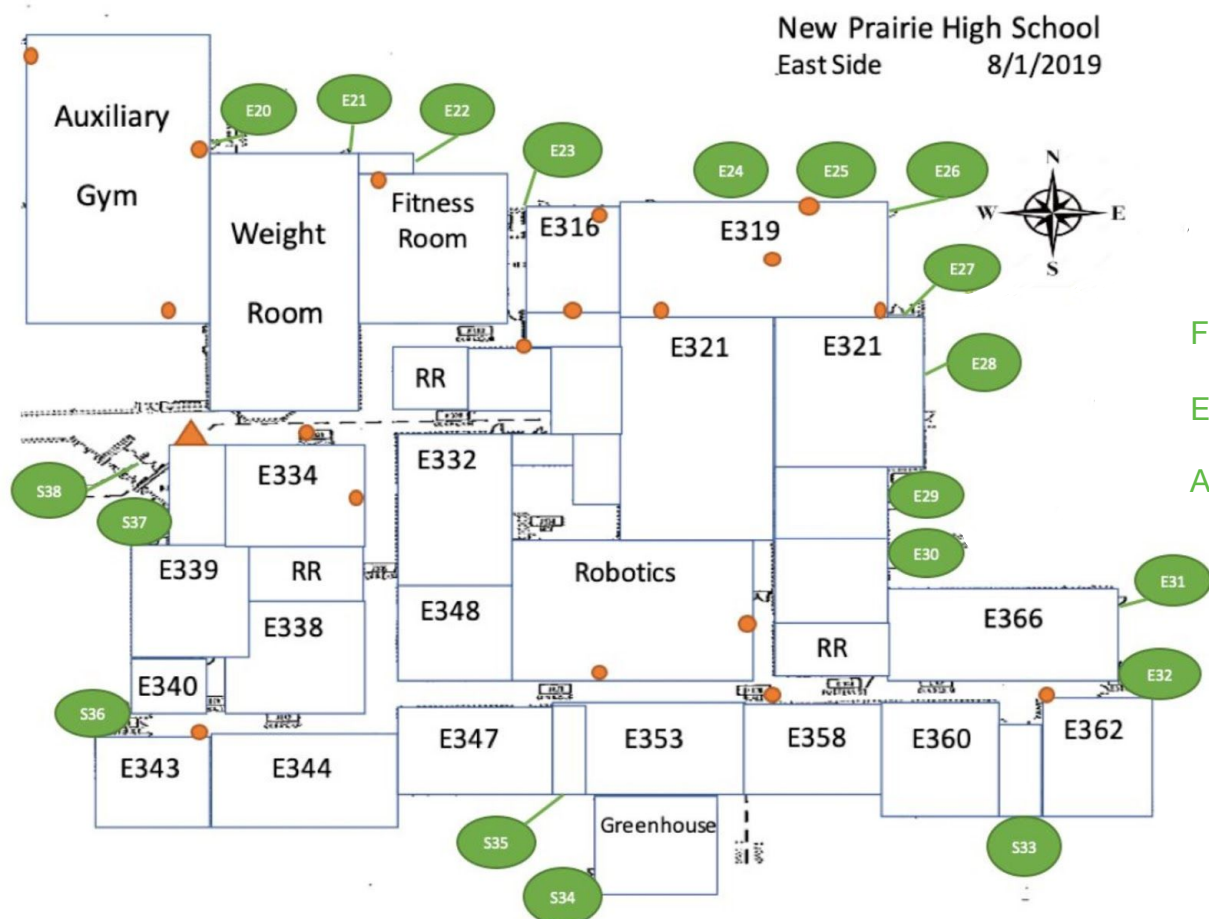 New Prairie High School
East Side 8/1/2019
Auxiliary
Gym
E20
E21
E22
E23
E24
E25
E26
N
W E
S
Weight
Room
Fitness
Room
E316
E319
E27
E321
E321
E28
F
RR
E
E332
E334
S38
S37
A
E29
E30
E339
RR
Robotics
E31
E338
E348
E366
RR
E340
E32
S36
E343
E344
E347
E353
E358
E360
E362
Greenhouse
S35
S33
S34